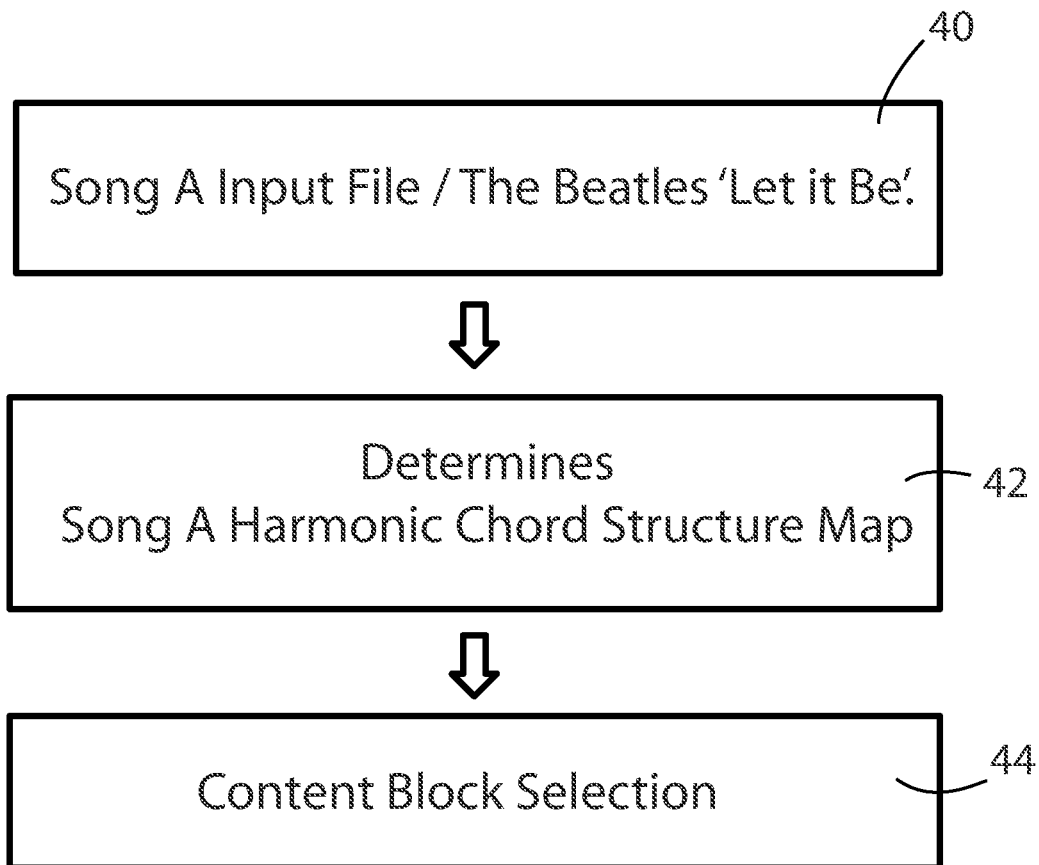 40
Song A Input File / The Beatles ‘Let it Be’.
Determines
Song A Harmonic Chord Structure Map
42
Content Block Selection
44